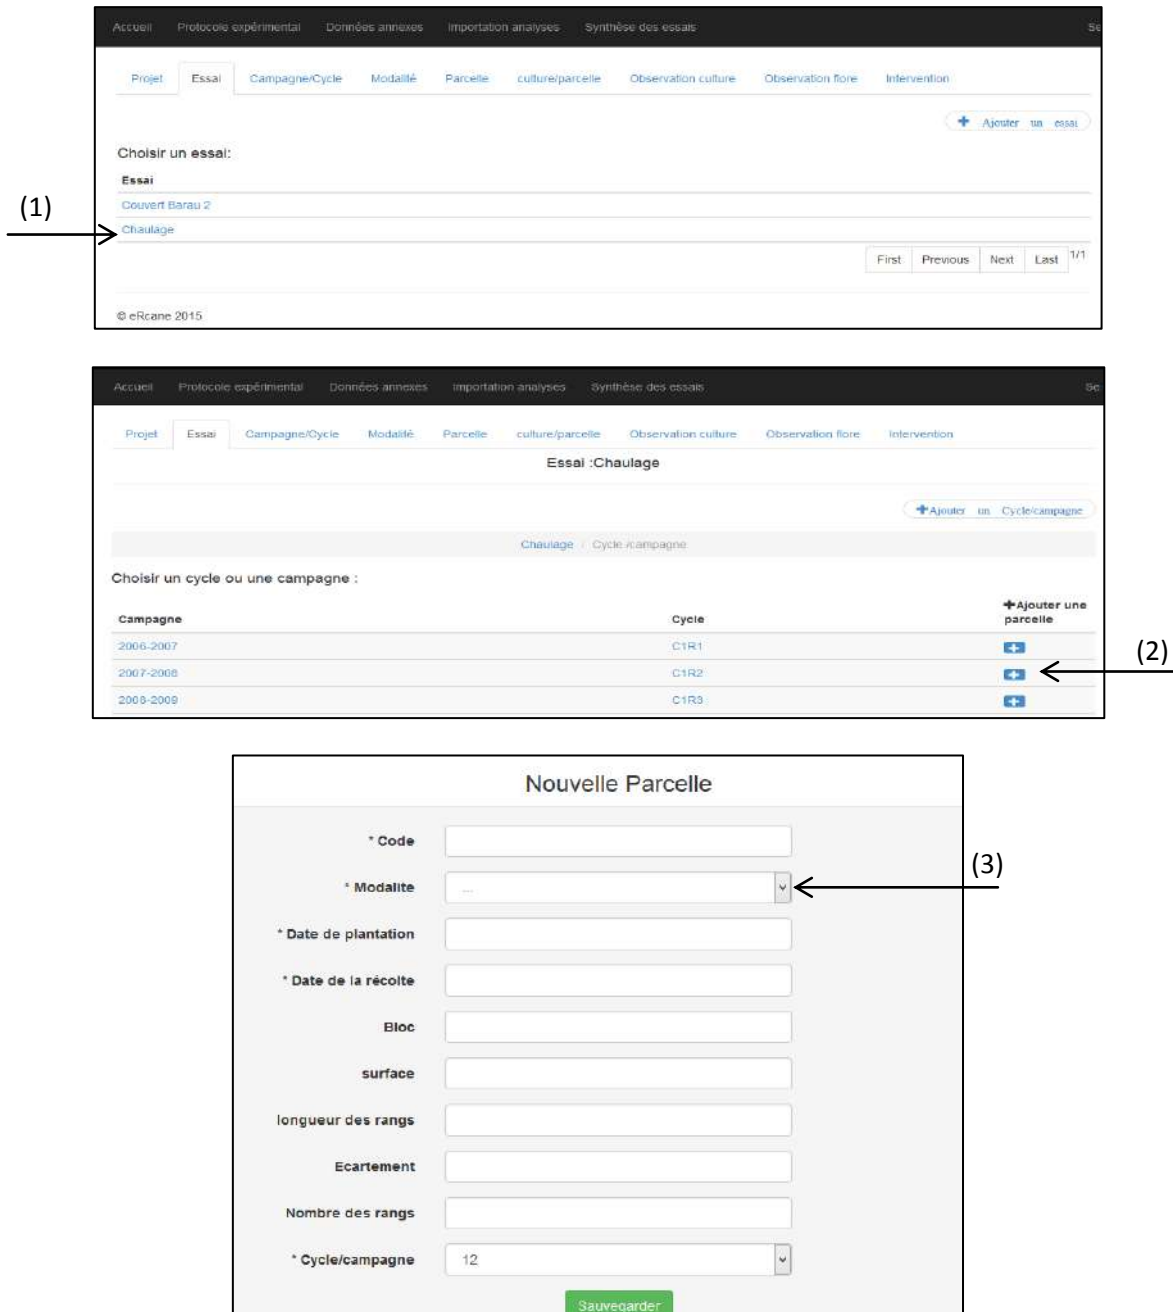 Accueil Protocole expérimental Données annexes Importation analyses Synthèse des essais Se
Projet Essai Campagne/Cycle Modalité Parcelle culture/parcelle Observation culture Observation flore Intervention
+ Ajouter un essai
Choisir un essai:
Essai
Couvert Barau 2
(1)
Chaulage
First Previous Next Last 1/1
© eRcane 2015
Accueil Protocole expérimental Données annexes Importation analyses Synthèse des essais Se
Projet Essai Campagne/Cycle Modalité Parcelle culture/parcelle Observation culture Observation flore Intervention
Essai :Chaulage
+Ajouter un Cycle/campagne
Chaulage / Cycle /campagne
Choisir un cycle ou une campagne :
Campagne Cycle +Ajouter une parcelle
2006-2007 C1R1 +
2007-2008 C1R2 +
(2)
2008-2009 C1R3 +
Nouvelle Parcelle
* Code
(3)
* Modalite ...
* Date de plantation
* Date de la récolte
Bloc
surface
longueur des rangs
Ecartement
Nombre des rangs
* Cycle/campagne 12
Sauvegarder